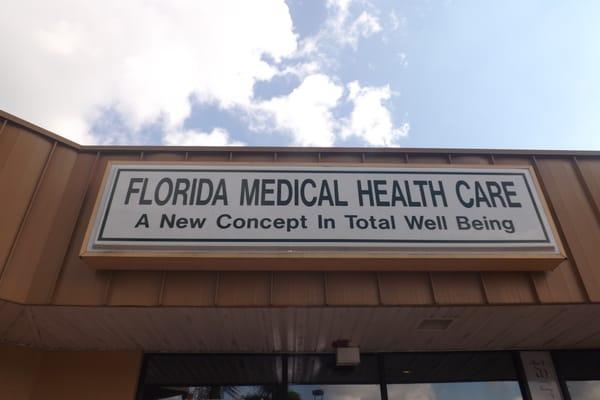 FLORIDA MEDICAL HEALTH CARE
A New Concept In Total Well Being